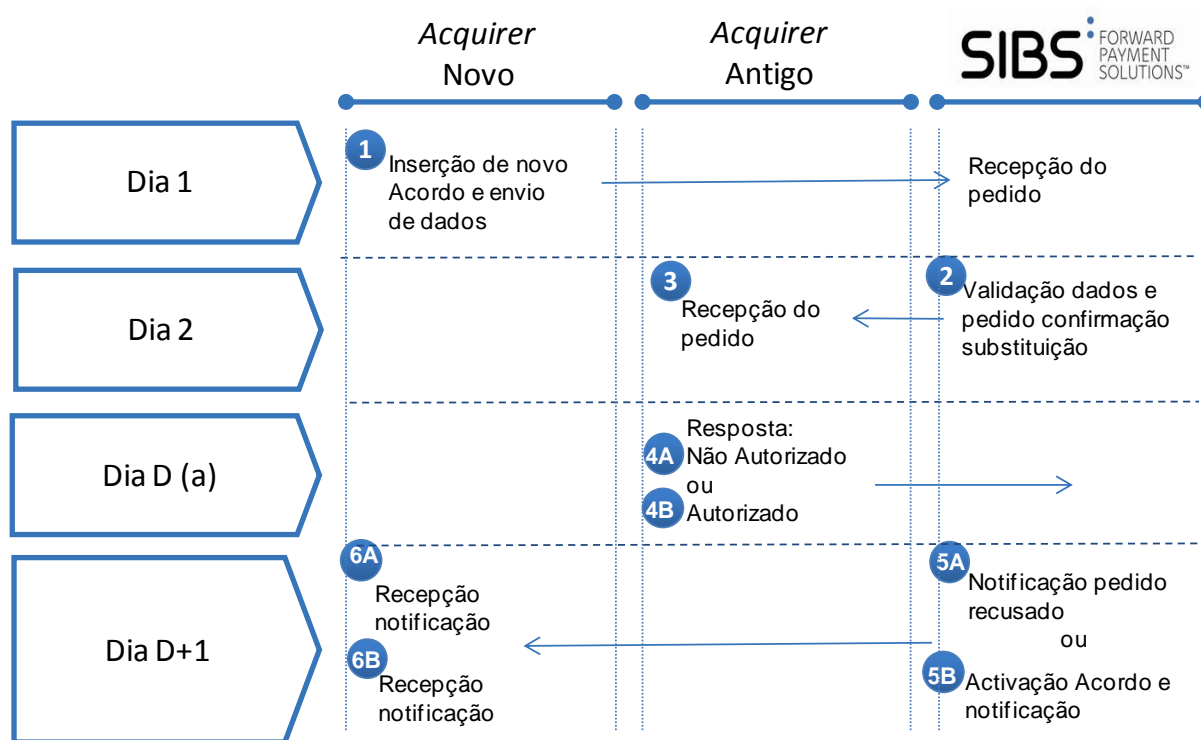 Acquirer
Novo
Acquirer
Antigo
SIBS FORWARD
PAYMENT
SOLUTIONS™
Dia 1
1
Inserção de novo
Acordo e envio
de dados
Recepção do
pedido
Dia 2
3
Recepção do
pedido
2
Validação dados e
pedido confirmação
substituição
Dia D (a)
Resposta:
4A Não Autorizado
ou
4B Autorizado
Dia D+1
6A
Recepção
notificação
6B
Recepção
notificação
5A
Notificação pedido
recusado
ou
5B
Activação Acordo e
notificação